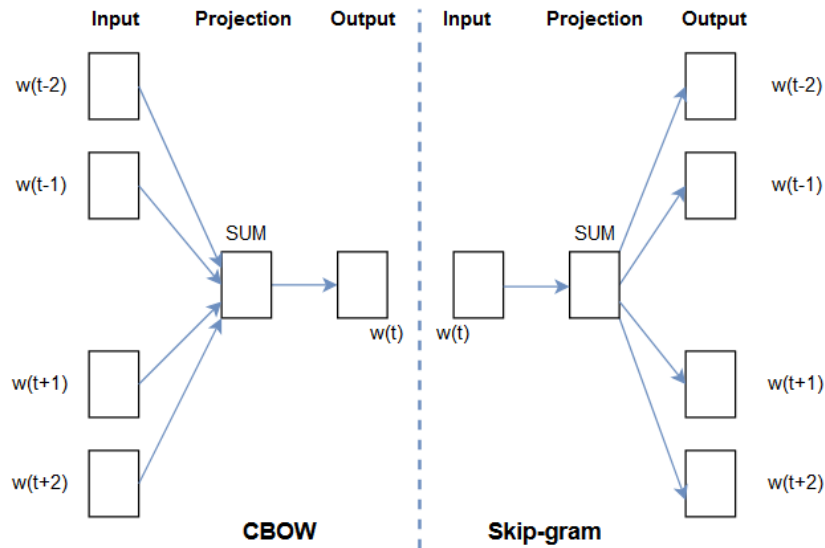 Input Projection Output Input Projection Output
w(t-2) w(t-2)
w(t-1) w(t-1)
SUM SUM
w(t) w(t)
w(t+1) w(t+1)
w(t+2) w(t+2)
CBOW Skip-gram